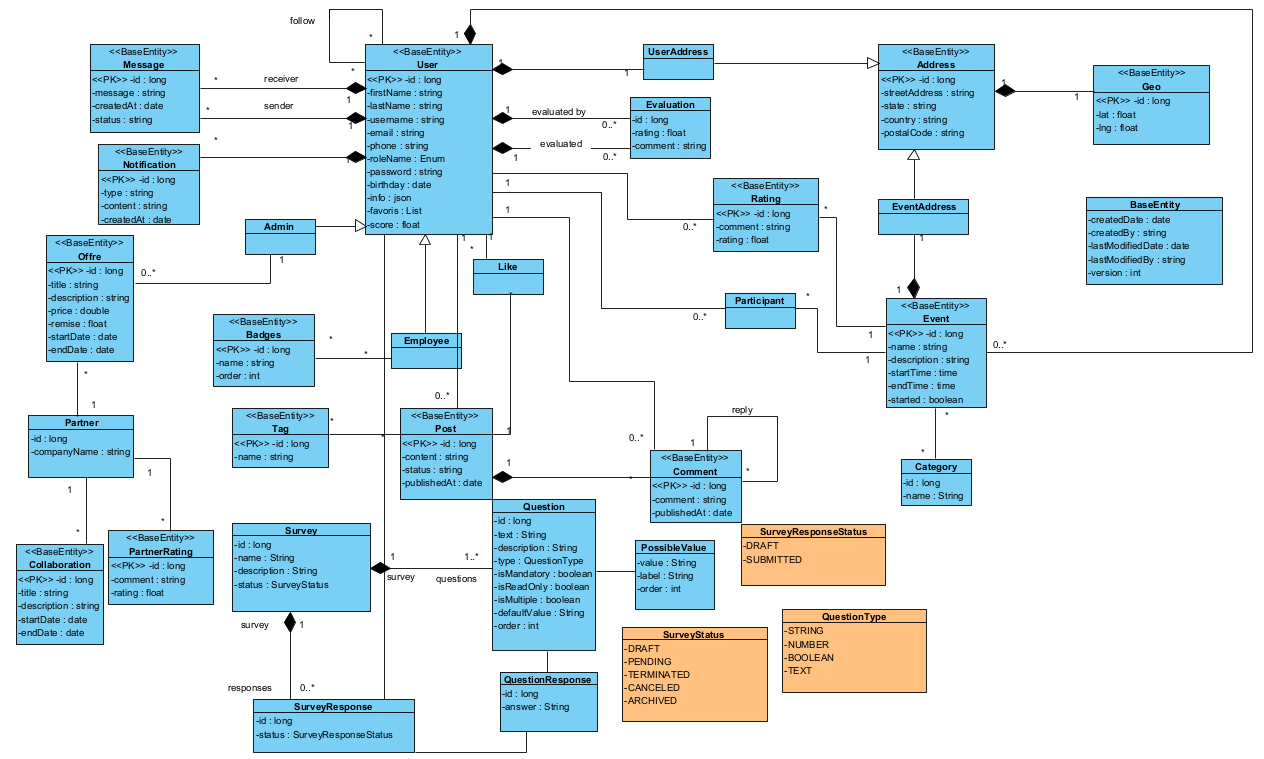 follow
*
*
1
<<BaseEntity>>
Message
<<PK>> -id : long
-message : string
-createdAt : date
-status : string
*
receiver
1
*
sender
1
<<BaseEntity>>
Notification
<<PK>> -id : long
-type : string
-content : string
-createdAt : date
*
1
<<BaseEntity>>
User
<<PK>> -id : long
-firstName : string
-lastName : string
-username : string
-email : string
-phone : string
-roleName : Enum
-password : string
-birthday : date
-info : json
-favoris : List
-score : float
1
1
UserAddress
1
evaluated by
0..*
1
evaluated
0..*
Evaluation
-id : long
-rating : float
-comment : string
<<BaseEntity>>
Address
<<PK>> -id : long
-streetAddress : string
-state : string
-country : string
-postalCode : string
1
1
<<BaseEntity>>
Geo
<<PK>> -id : long
-lat : float
-lng : float
1
0..*
<<BaseEntity>>
Rating
<<PK>> -id : long
-comment : string
-rating : float
*
1
EventAddress
1
1
BaseEntity
-createdDate : date
-createdBy : string
-lastModifiedDate : date
-lastModifiedBy : string
-version : int
Admin
1
0..*
<<BaseEntity>>
Offre
<<PK>> -id : long
-title : string
-description : string
-price : double
-remise : float
-startDate : date
-endDate : date
*
1
1
1
1
*
Like
*
1
0..*
Participant
*
1
<<BaseEntity>>
Event
<<PK>> -id : long
-name : string
-description : string
-startTime : time
-endTime : time
-started : boolean
0..*
*
*
Category
-id : long
-name : String
<<BaseEntity>>
Badges
<<PK>> -id : long
-name : string
-order : int
*
*
Employee
0..*
<<BaseEntity>>
Tag
<<PK>> -id : long
-name : string
*
*
<<BaseEntity>>
Post
<<PK>> -id : long
-content : string
-status : string
-publishedAt : date
1
1
*
0..*
reply
1
*
<<BaseEntity>>
Comment
<<PK>> -id : long
-comment : string
-publishedAt : date
Partner
-id : long
-companyName : string
1
1
*
*
<<BaseEntity>>
Collaboration
<<PK>> -id : long
-title : string
-description : string
-startDate : date
-endDate : date
<<BaseEntity>>
PartnerRating
<<PK>> -id : long
-comment : string
-rating : float
Survey
-id : long
-name : String
-description : String
-status : SurveyStatus
1
survey
1..*
questions
Question
-id : long
-text : String
-description : String
-type : QuestionType
-isMandatory : boolean
-isReadOnly : boolean
-isMultiple : boolean
-defaultValue : String
-order : int
PossibleValue
-value : String
-label : String
-order : int
SurveyResponseStatus
-DRAFT
-SUBMITTED
QuestionType
-STRING
-NUMBER
-BOOLEAN
-TEXT
SurveyStatus
-DRAFT
-PENDING
-TERMINATED
-CANCELED
-ARCHIVED
survey
1
responses
0..*
SurveyResponse
-id : long
-status : SurveyResponseStatus
QuestionResponse
-id : long
-answer : String